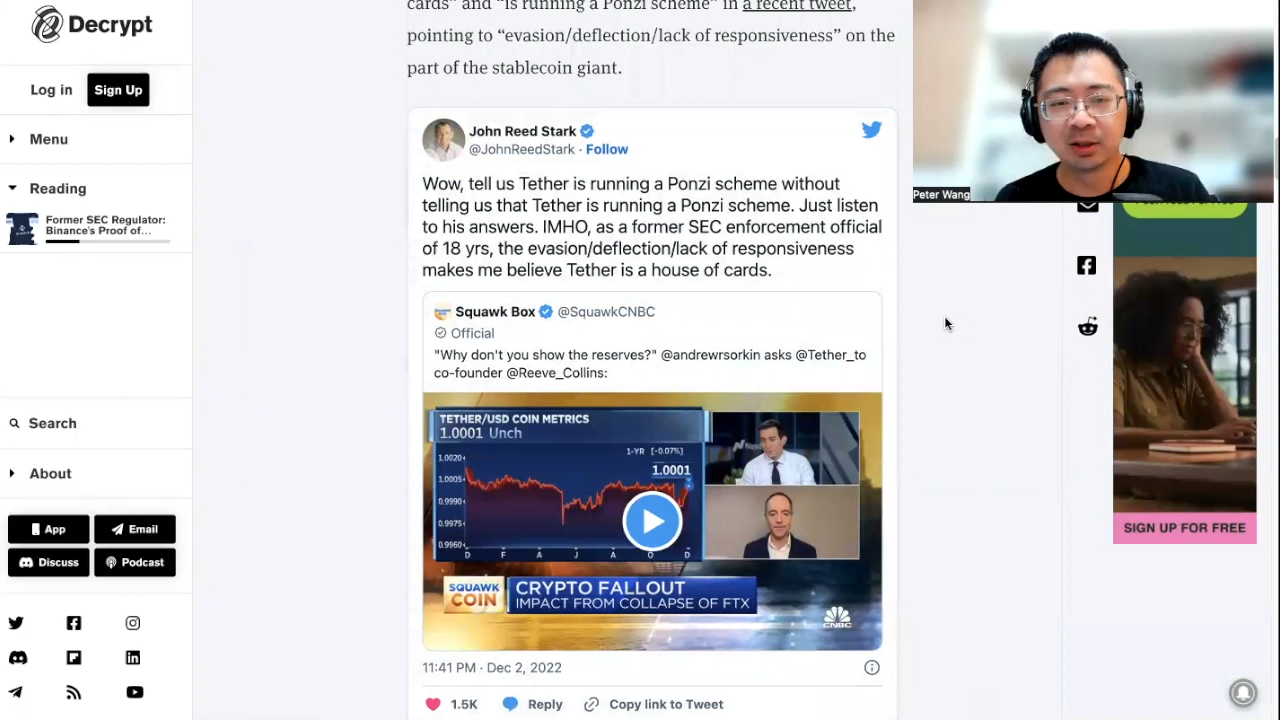 Decrypt
Log in
Sign Up
Menu
Reading
Former SEC Regulator:
Binance's Proof of...
Search
About
App
Email
Discuss
Podcast
cards” and “is running a Ponzi scheme” in a recent tweet,
pointing to “evasion/deflection/lack of responsiveness” on the
part of the stablecoin giant.
John Reed Stark
@JohnReedStark · Follow
Wow, tell us Tether is running a Ponzi scheme without
telling us that Tether is running a Ponzi scheme. Just listen
to his answers. IMHO, as a former SEC enforcement official
of 18 yrs, the evasion/deflection/lack of responsiveness
makes me believe Tether is a house of cards.
Squawk Box @SquawkCNBC
Official
"Why don't you show the reserves?" @andrewrsorkin asks @Tether_to
co-founder @Reeve_Collins:
TETHER/USD COIN METRICS
1.0001 Unch
1-YR [-0.07%]
1.0001
1.0020
1.0005
0.9990
0.9975
0.9960
D F A J A O D
SQUAWK
COIN
CRYPTO FALLOUT
IMPACT FROM COLLAPSE OF FTX
CNBC
11:41 PM · Dec 2, 2022
1.5K
Reply
Copy link to Tweet
Peter Wang
SIGN UP FOR FREE